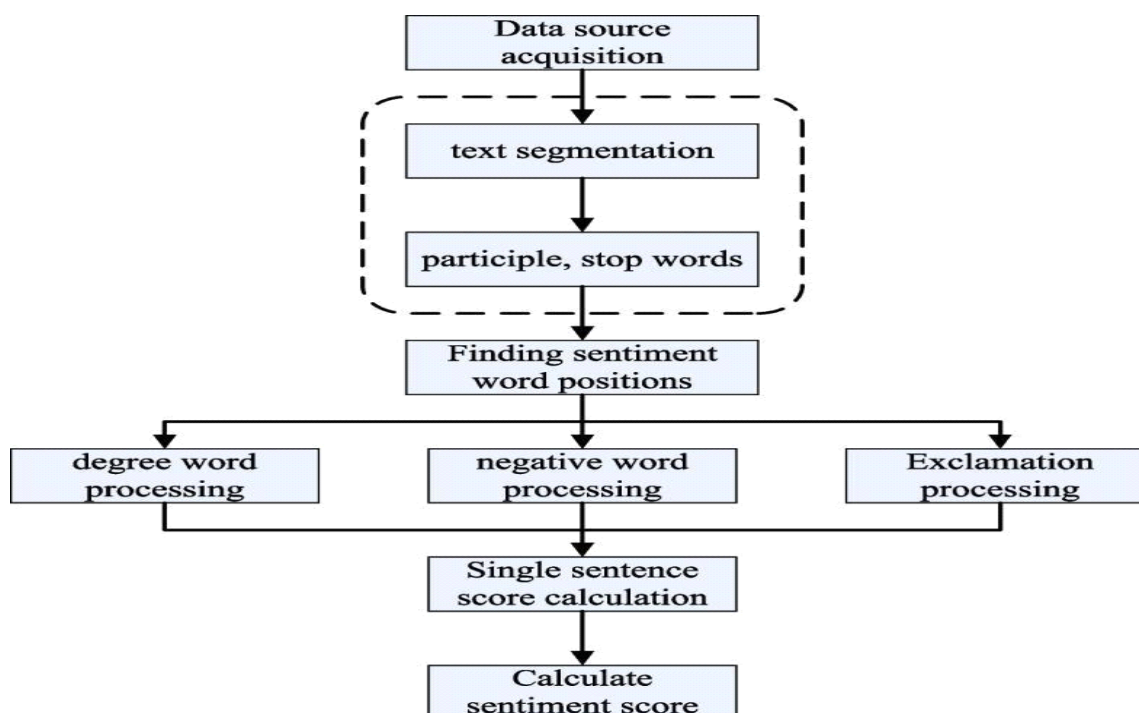 Data source
acquisition
text segmentation
participle, stop words
Finding sentiment
word positions
degree word
processing
negative word
processing
Exclamation
processing
Single sentence
score calculation
Calculate
sentiment score